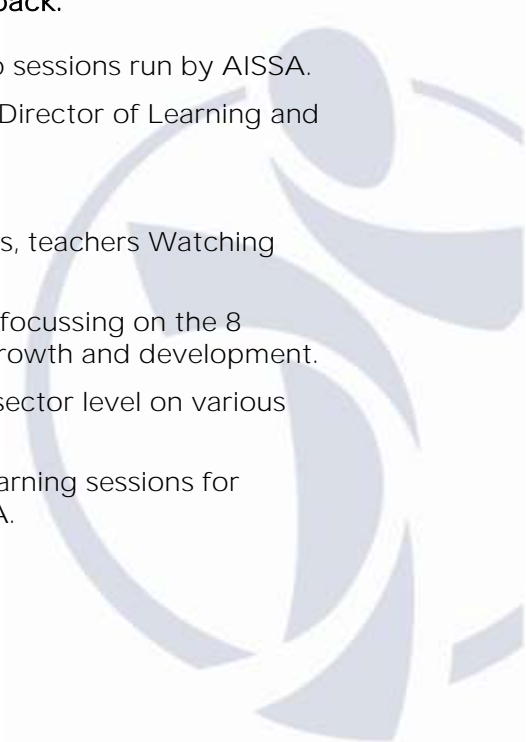 back.
sessions run by AISSA.
Director of Learning and
s, teachers Watching
focussing on the 8
rowth and development.
sector level on various
arning sessions for
A.